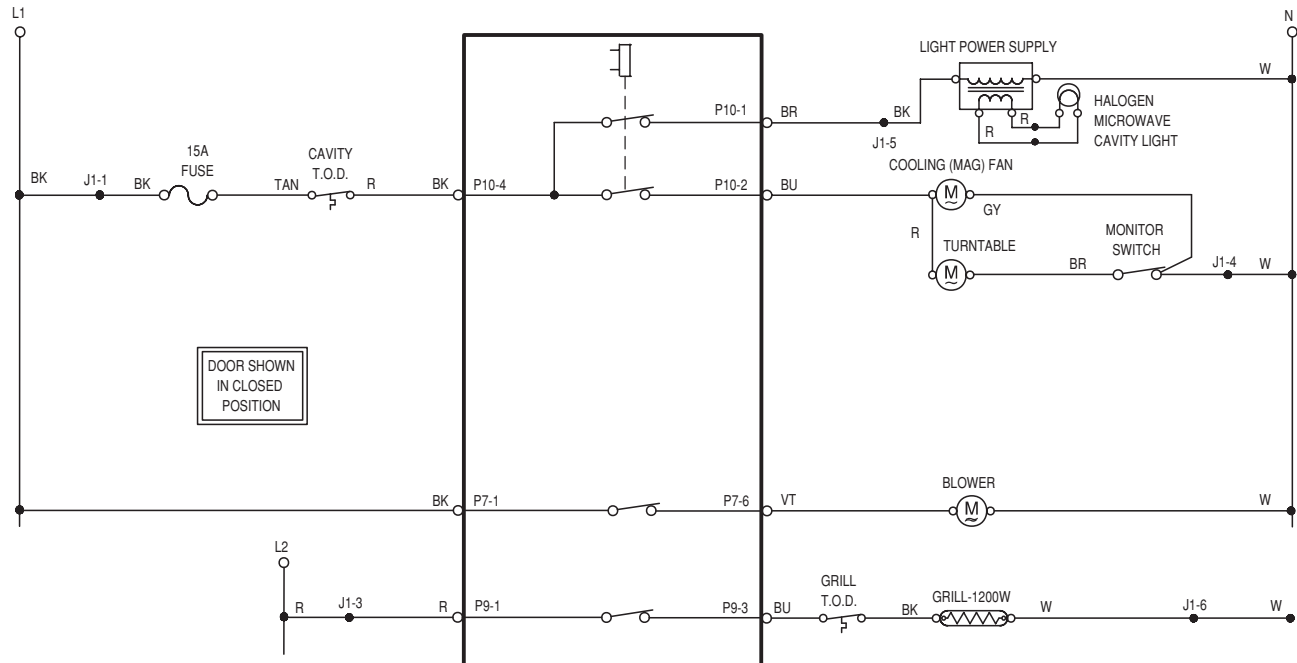 L1
N
LIGHT POWER SUPPLY
W
P10-1
BR
BK
J1-5
R
R
HALOGEN
MICROWAVE
CAVITY LIGHT
15A
FUSE
CAVITY
T.O.D.
COOLING (MAG) FAN
BK
J1-1
BK
TAN
R
BK
P10-4
P10-2
BU
M
~
GY
R
TURNTABLE
MONITOR
SWITCH
M
~
BR
J1-4
W
DOOR SHOWN
IN CLOSED
POSITION
BLOWER
BK
P7-1
P7-6
VT
M
~
W
L2
GRILL
T.O.D.
GRILL-1200W
R
J1-3
R
P9-1
P9-3
BU
BK
W
J1-6
W